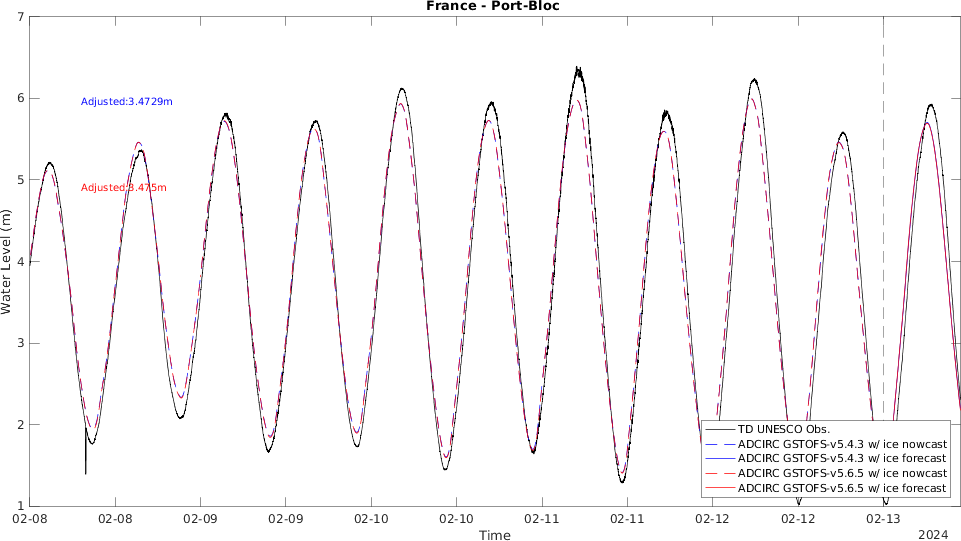 France - Port-Bloc
7
6
5
4
3
2
1
Water Level (m)
Adjusted:3.4729m
Adjusted:3.475m
TD UNESCO Obs.
ADCIRC GSTOFS-v5.4.3 w/ ice nowcast
ADCIRC GSTOFS-v5.4.3 w/ ice forecast
ADCIRC GSTOFS-v5.6.5 w/ ice nowcast
ADCIRC GSTOFS-v5.6.5 w/ ice forecast
02-08 02-08 02-09 02-09 02-10 02-10 02-11 02-11 02-12 02-12 02-13
Time
2024